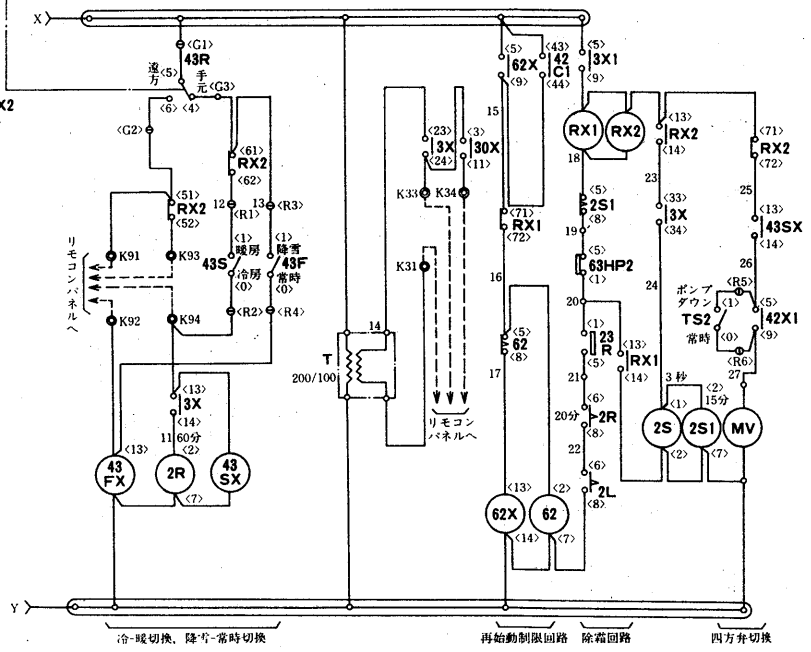 X
<G1>
43R
遠方
<5>
手元
<G3>
<6>
<4>
X2
<G2>
<61>
RX2
<62>
<51>
RX2
<52>
12
<R1>
13
<R3>
リモコンパネルへ
K91
K93
<1>
暖房
43S
冷房
<0>
<1>
降雪
43F
常時
<0>
K92
K94
<R2>
<R4>
<13>
3X
<14>
11
60分
<13>
43
FX
<2>
2R
<7>
43
SX
T
200/100
14
<23>
3X
<24>
<3>
30X
<11>
K33
K34
K31
リモコン
パネルへ
<5>
62X
<9>
<43>
42
C1
<44>
15
<71>
RX1
<72>
16
<5>
62
<8>
17
<13>
62X
<14>
<2>
62
<7>
<5>
3X1
<9>
RX1
RX2
18
<5>
2S1
<8>
19
<5>
63HP2
<1>
20
<1>
23
R
<5>
21
<13>
RX1
<14>
<6>
20分
2R
<8>
22
<6>
2L
<8>
<13>
RX2
<14>
23
<33>
3X
<34>
24
3秒
<1>
2S
<2>
<2>
15分
2S1
<7>
<71>
RX2
<72>
25
<13>
43SX
<14>
26
ポンプ
ダウン
<R5>
<1>
TS2
<0>
常時
<R6>
<5>
42X1
<9>
27
MV
Y
冷-暖切換, 降雪-常時切換
再始動制限回路
除霜回路
四方弁切換